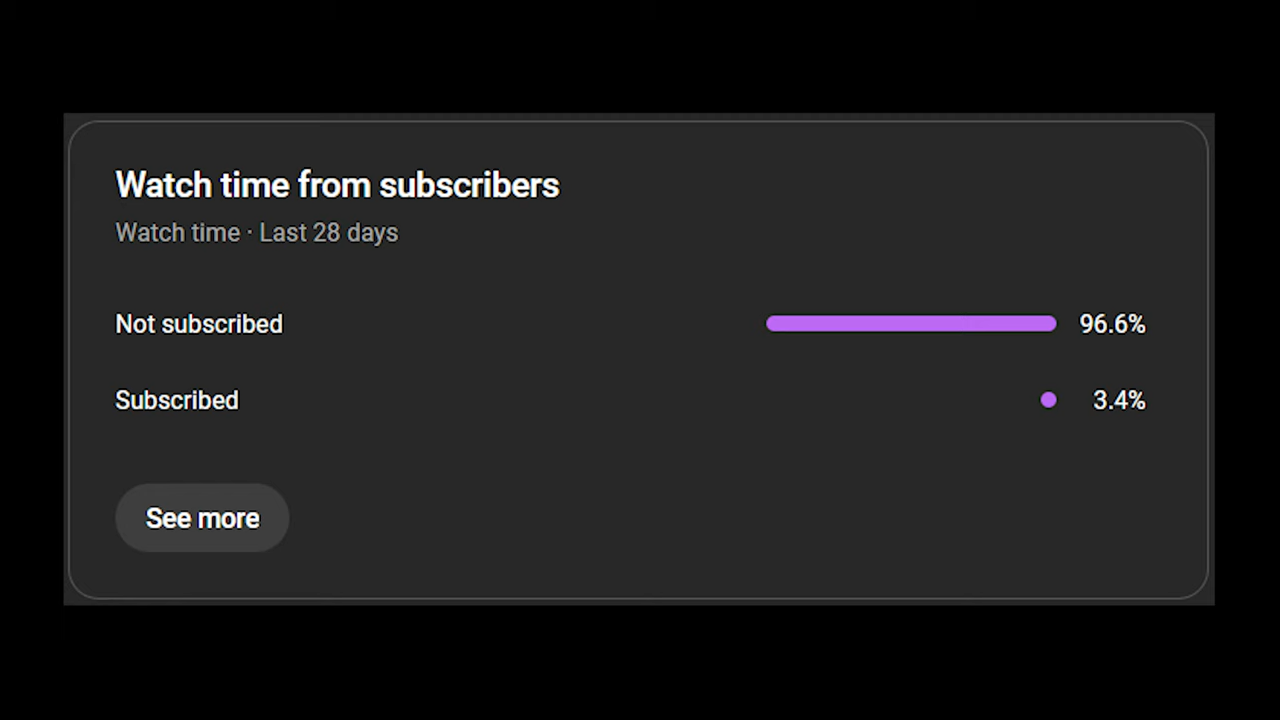 Watch time from subscribers
Watch time · Last 28 days
Not subscribed 96.6%
Subscribed 3.4%
See more